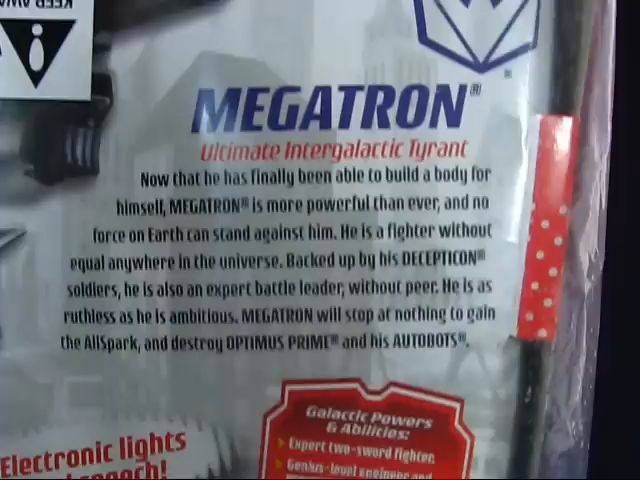 KEEP AWAY
MEGATRON®
Ultimate Intergalactic Tyrant
Now that he has finally been able to build a body for
himself, MEGATRON® is more powerful than ever, and no
force on Earth can stand against him. He is a fighter without
equal anywhere in the universe. Backed up by his DECEPTICON®
soldiers, he is also an expert battle leader, without peer. He is as
ruthless as he is ambitious. MEGATRON will stop at nothing to gain
the AllSpark, and destroy OPTIMUS PRIME® and his AUTOBOTS®.
Galactic Powers
& Abilities:
Expert two-sword fighter.
Genius-level engineer and
Electronic lights